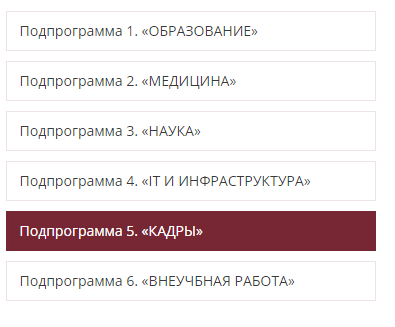 Подпрограмма 1. «ОБРАЗОВАНИЕ»
Подпрограмма 2. «МЕДИЦИНА»
Подпрограмма 3. «НАУКА»
Подпрограмма 4. «IT И ИНФРАСТРУКТУРА»
Подпрограмма 5. «КАДРЫ»
Подпрограмма 6. «ВНЕУЧБНАЯ РАБОТА»